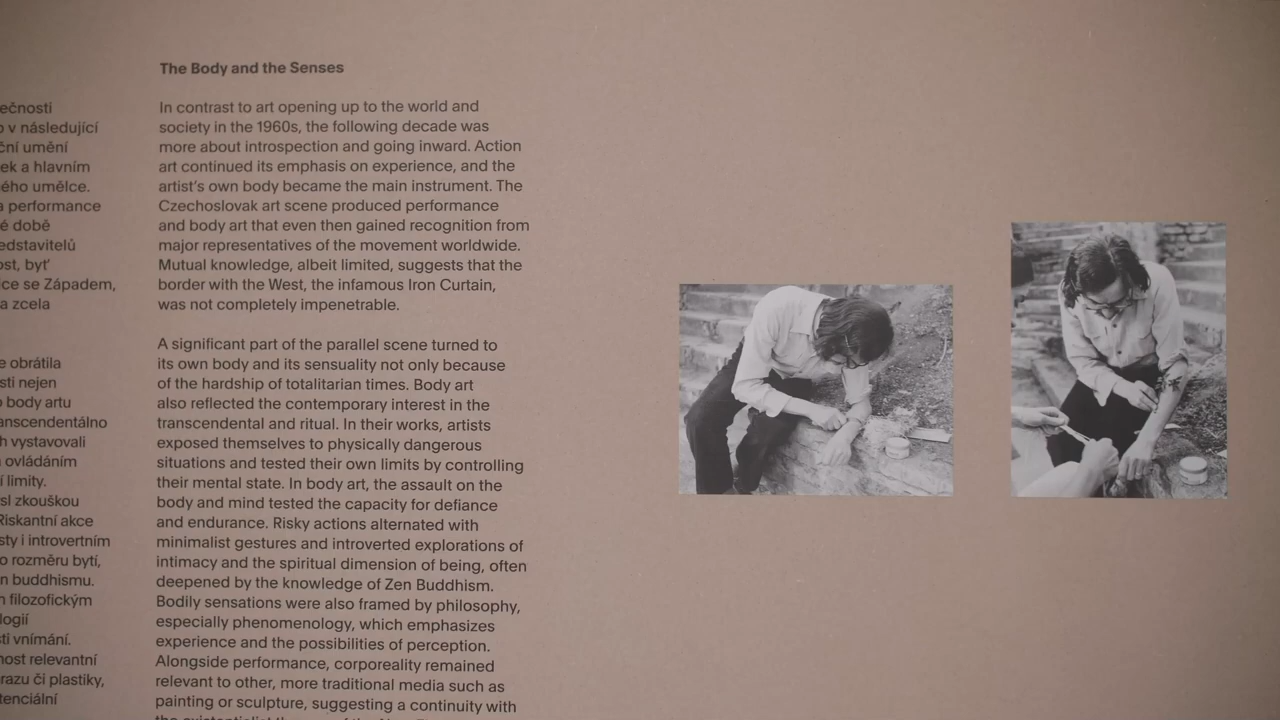 ečnosti
v následující
ční umění
ek a hlavním
ého umělce.
a performance
é době
edstavitelů
ost, byť
ice se Západem,
a zcela
e obrátila
sti nejen
body artu
anscendentálno
h vystavovali
ovládáním
í limity.
sl zkouškou
Riskantní akce
sty i introvertním
o rozměru bytí,
n buddhismu.
m filozofickým
logií
sti vnímání.
nost relevantní
razu či plastiky,
tenciální
The Body and the Senses
In contrast to art opening up to the world and
society in the 1960s, the following decade was
more about introspection and going inward. Action
art continued its emphasis on experience, and the
artist's own body became the main instrument. The
Czechoslovak art scene produced performance
and body art that even then gained recognition from
major representatives of the movement worldwide.
Mutual knowledge, albeit limited, suggests that the
border with the West, the infamous Iron Curtain,
was not completely impenetrable.
A significant part of the parallel scene turned to
its own body and its sensuality not only because
of the hardship of totalitarian times. Body art
also reflected the contemporary interest in the
transcendental and ritual. In their works, artists
exposed themselves to physically dangerous
situations and tested their own limits by controlling
their mental state. In body art, the assault on the
body and mind tested the capacity for defiance
and endurance. Risky actions alternated with
minimalist gestures and introverted explorations of
intimacy and the spiritual dimension of being, often
deepened by the knowledge of Zen Buddhism.
Bodily sensations were also framed by philosophy,
especially phenomenology, which emphasizes
experience and the possibilities of perception.
Alongside performance, corporeality remained
relevant to other, more traditional media such as
painting or sculpture, suggesting a continuity with